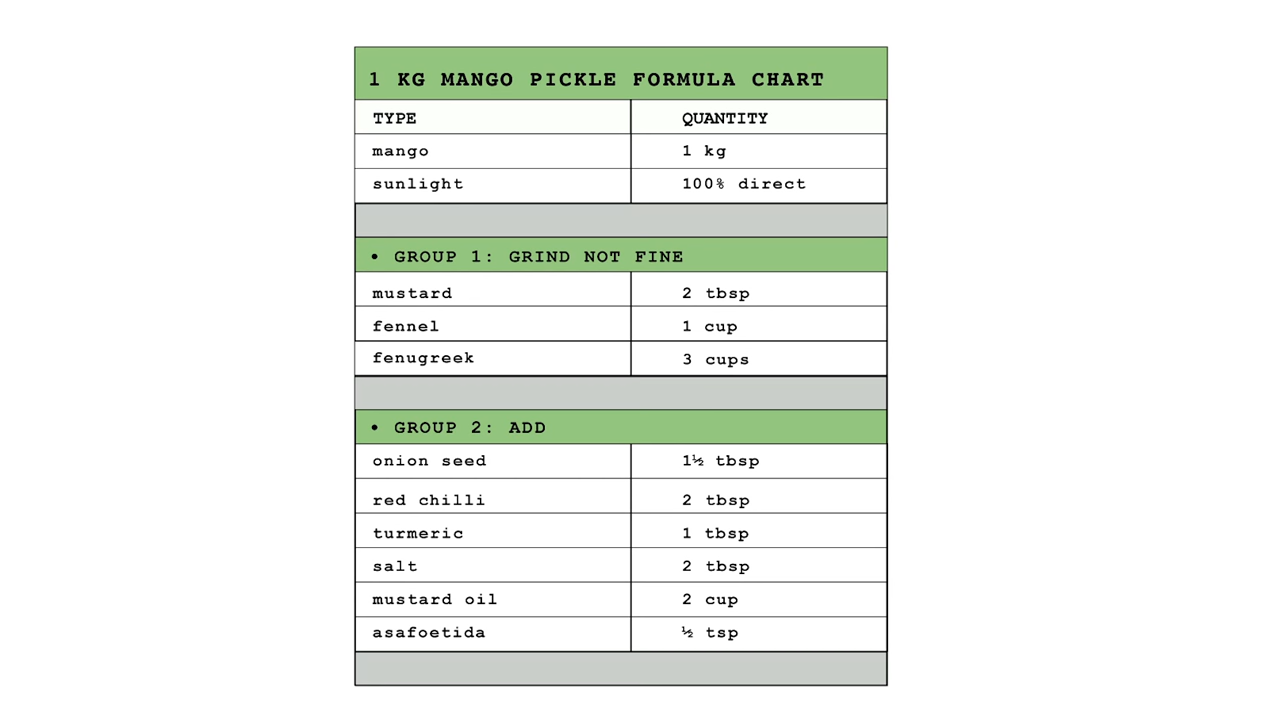 1 KG MANGO PICKLE FORMULA CHART
TYPE QUANTITY
mango 1 kg
sunlight 100% direct
• GROUP 1: GRIND NOT FINE
mustard 2 tbsp
fennel 1 cup
fenugreek 3 cups
• GROUP 2: ADD
onion seed 1½ tbsp
red chilli 2 tbsp
turmeric 1 tbsp
salt 2 tbsp
mustard oil 2 cup
asafoetida ½ tsp